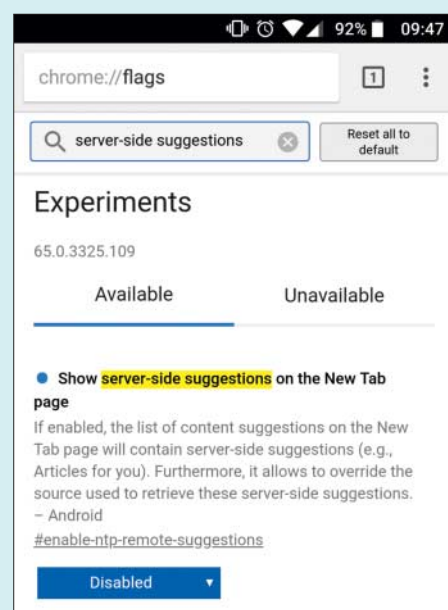 92% 09:47
chrome://flags 1
server-side suggestions
Reset all to
default
Experiments
65.0.3325.109
Available Unavailable
Show server-side suggestions on the New Tab
page
If enabled, the list of content suggestions on the New
Tab page will contain server-side suggestions (e.g.,
Articles for you). Furthermore, it allows to override the
source used to retrieve these server-side suggestions.
– Android
#enable-ntp-remote-suggestions
Disabled